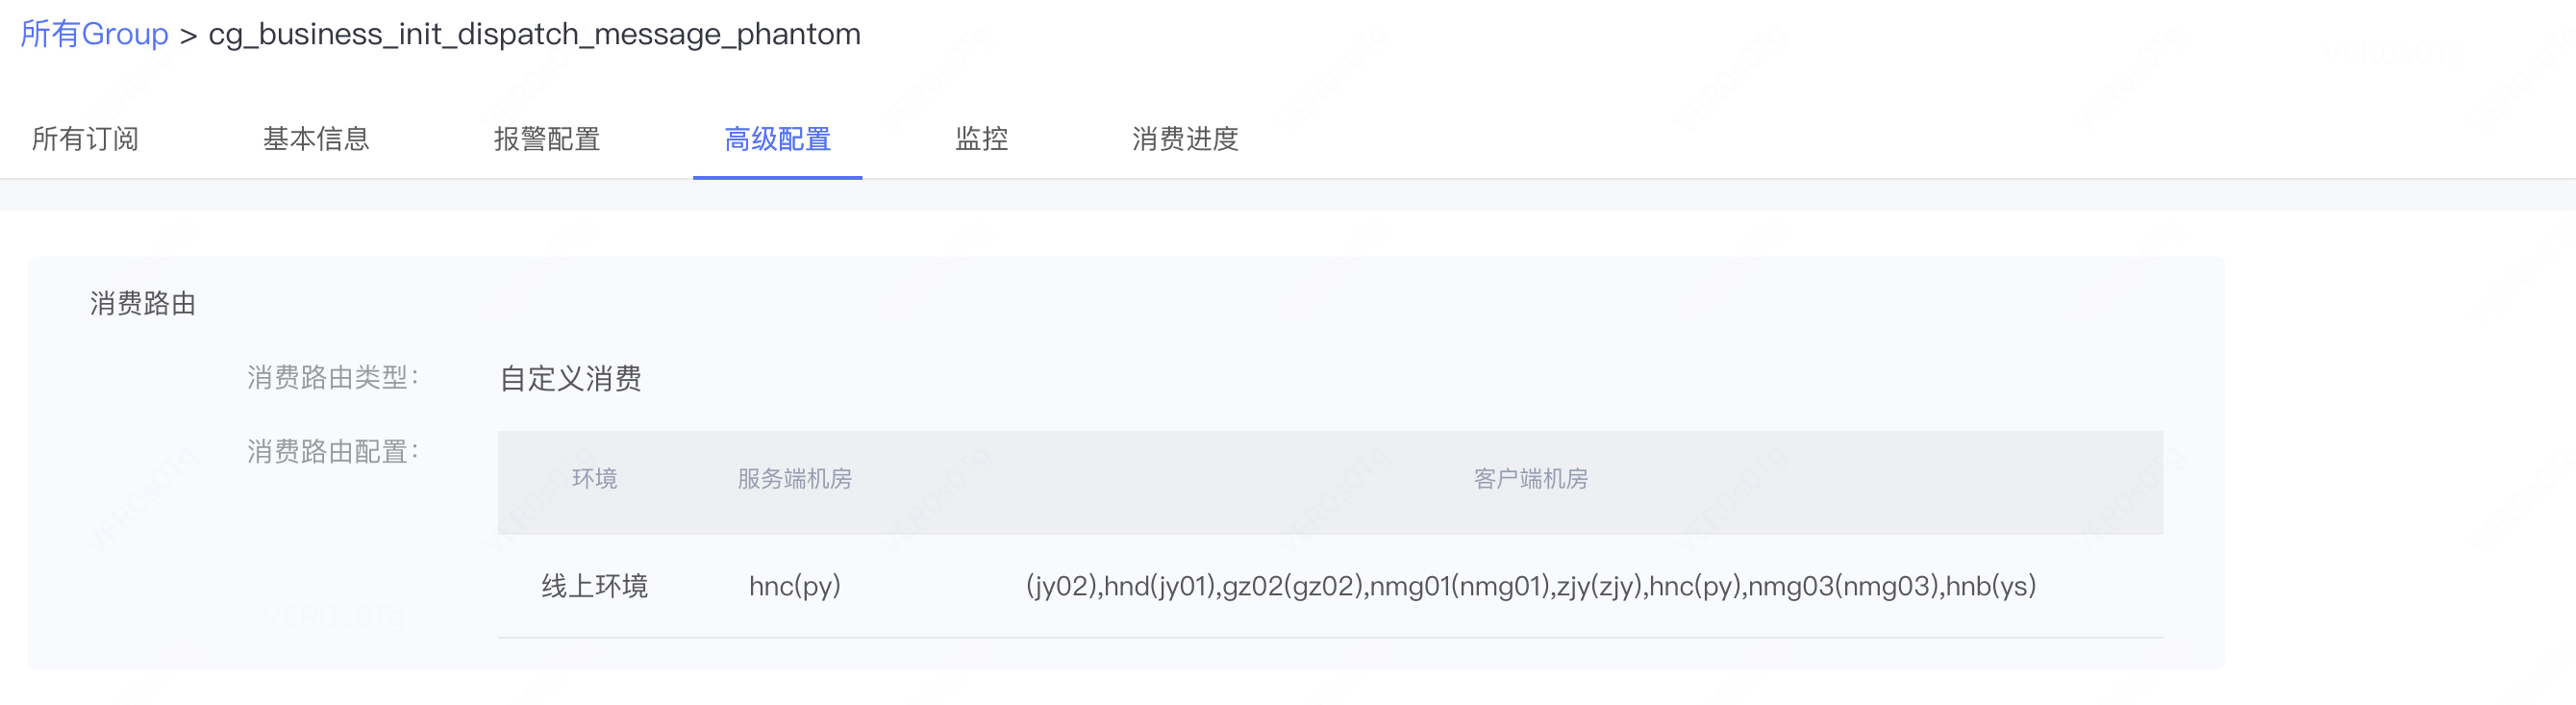 所有Group > cg_business_init_dispatch_message_phantom
所有订阅 基本信息 报警配置 高级配置 监控 消费进度
消费路由
消费路由类型: 自定义消费
消费路由配置:
环境 服务端机房 客户端机房
线上环境 hnc(py) (jy02),hnd(jy01),gz02(gz02),nmg01(nmg01),zjy(zjy),hnc(py),nmg03(nmg03),hnb(ys)